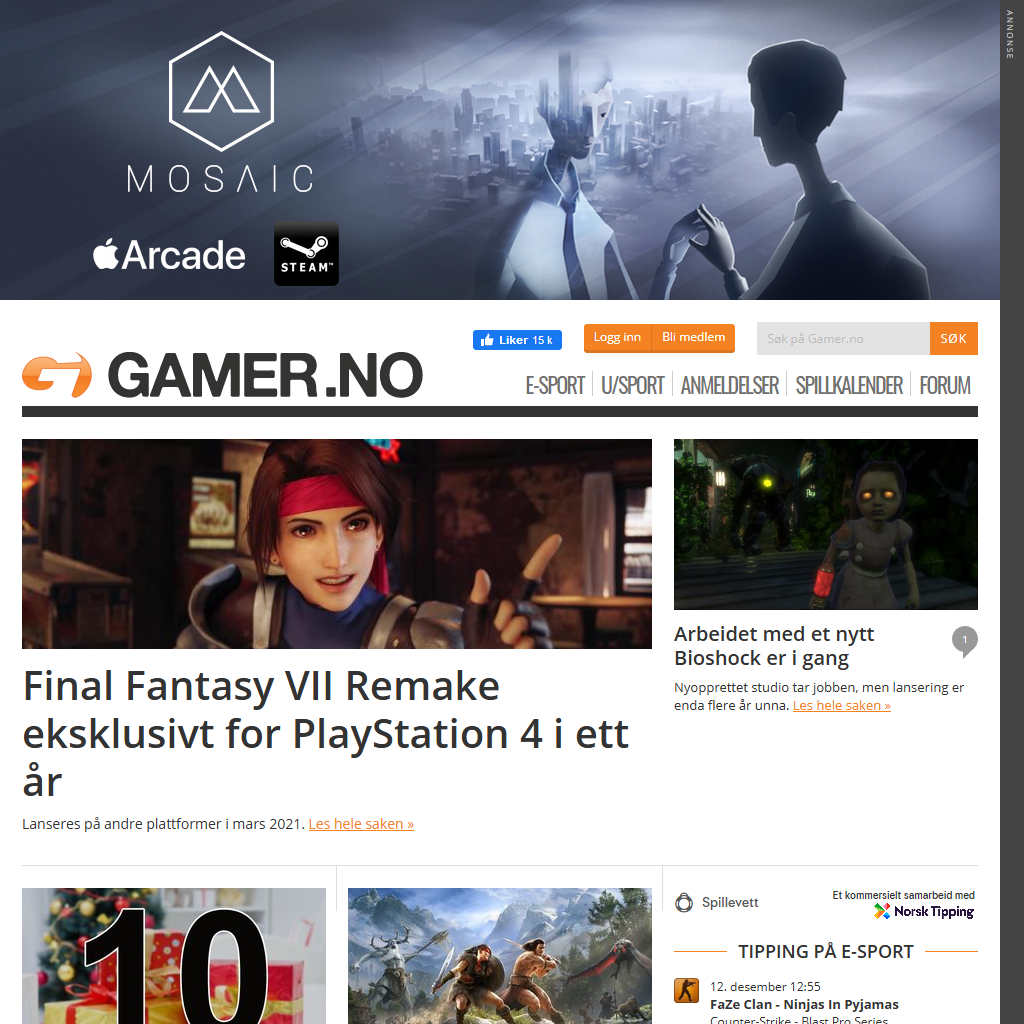 ANNONSE
MOSAIC
Arcade
STEAM™
Liker 15 k
Logg inn
Bli medlem
Søk på Gamer.no
SØK
GAMER.NO
E-SPORT
U/SPORT
ANMELDELSER
SPILLKALENDER
FORUM
Final Fantasy VII Remake
eksklusivt for PlayStation 4 i ett
år
Lanseres på andre plattformer i mars 2021. Les hele saken »
Arbeidet med et nytt
Bioshock er i gang
1
Nyopprettet studio tar jobben, men lansering er
enda flere år unna. Les hele saken »
10
Spillevett
Et kommersielt samarbeid med
Norsk Tipping
TIPPING PÅ E-SPORT
12. desember 12:55
FaZe Clan - Ninjas In Pyjamas
Counter-Strike - Blast Pro Series